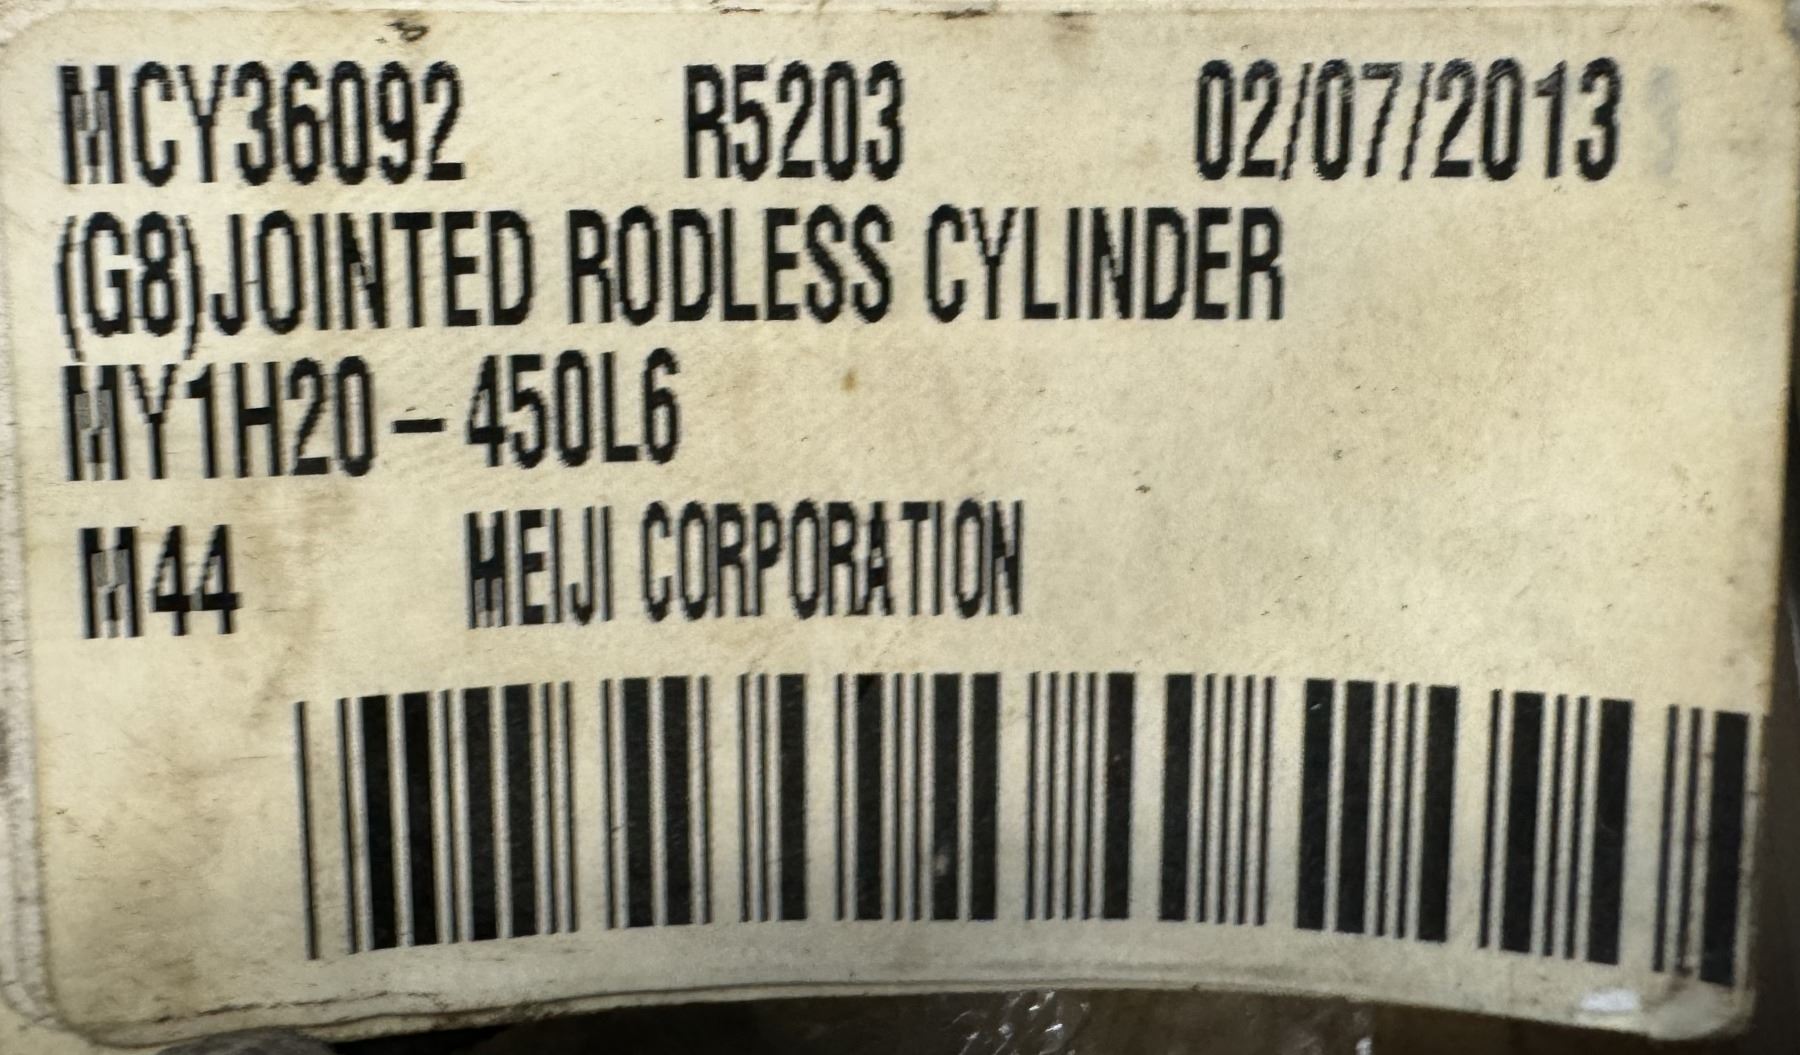 MCY36092 R5203 02/07/2013
(G8)JOINTED RODLESS CYLINDER
MY1H20-450L6
M44 MEIJI CORPORATION